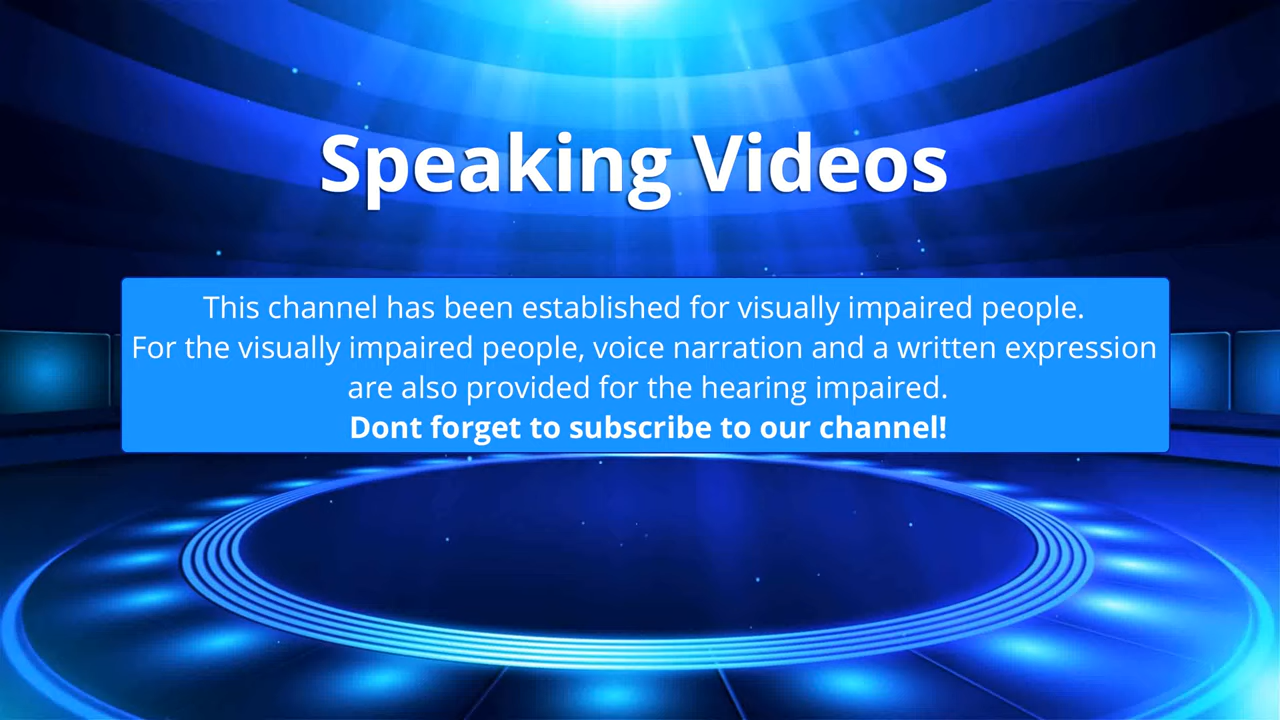 Speaking Videos
This channel has been established for visually impaired people.
For the visually impaired people, voice narration and a written expression
are also provided for the hearing impaired.
Dont forget to subscribe to our channel!